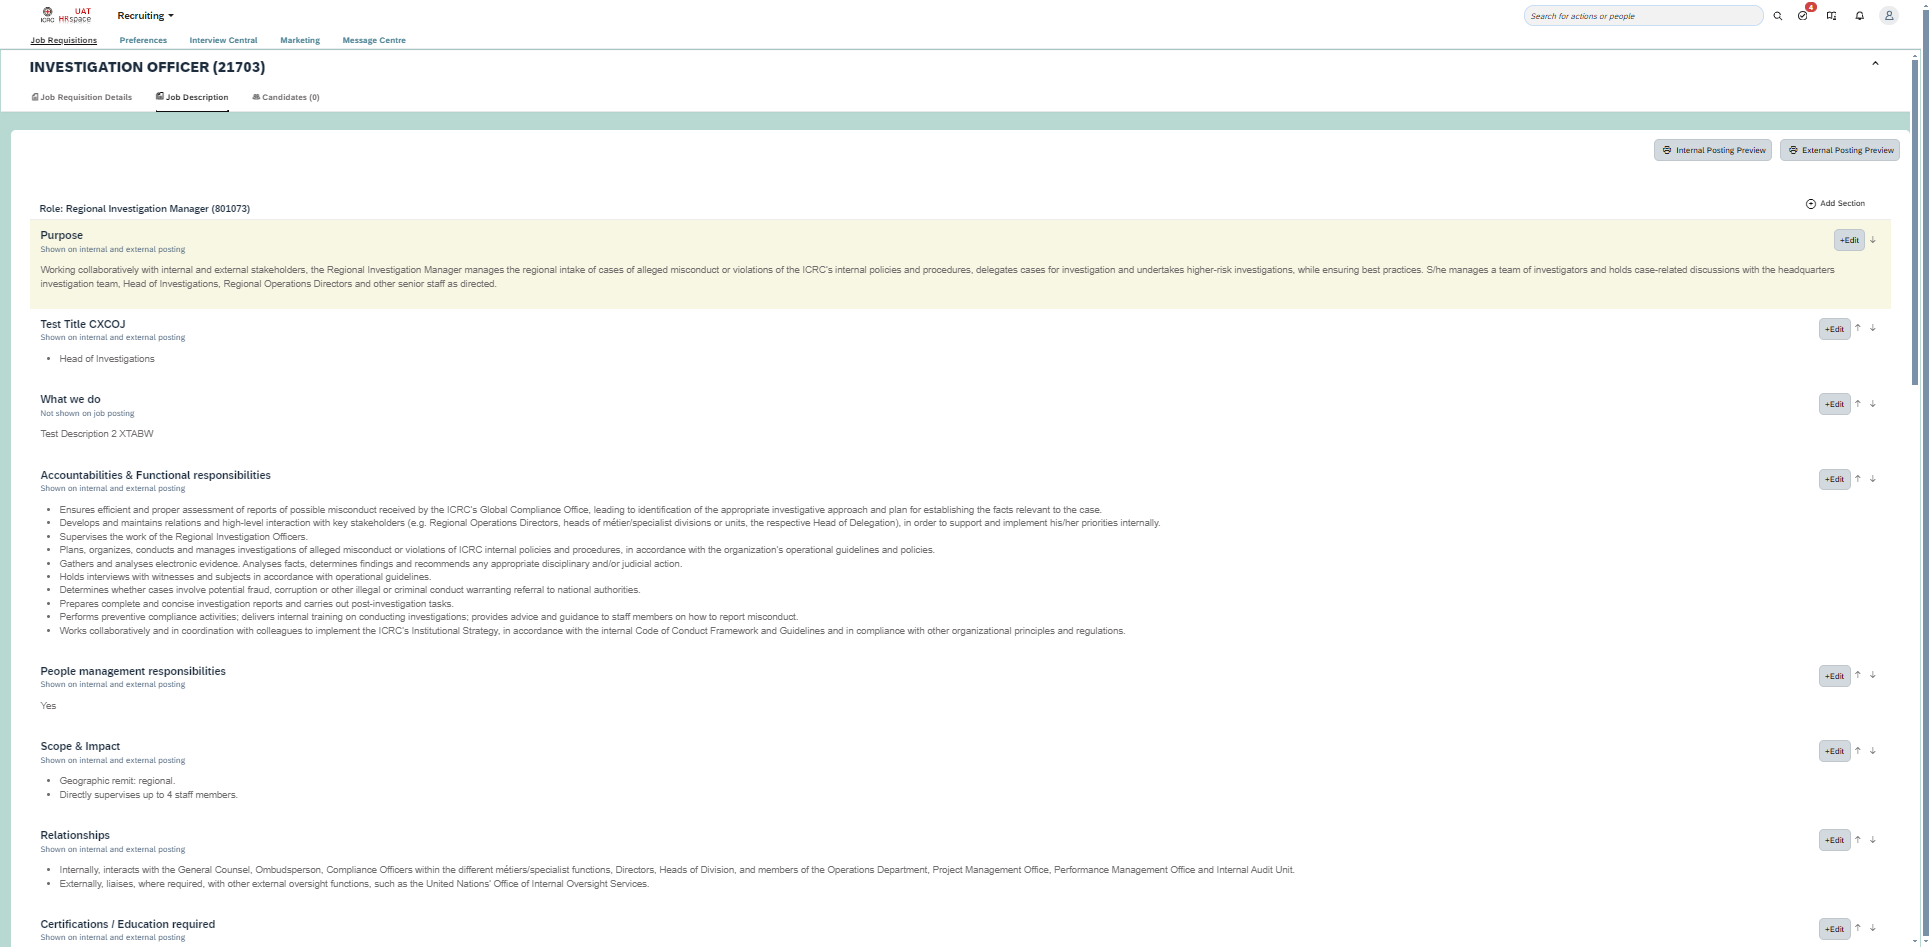 ICRC UAT HRspace Recruiting Search for actions or people 4
Job Requisitions Preferences Interview Central Marketing Message Centre
INVESTIGATION OFFICER (21703)
Job Requisition Details Job Description Candidates (0)
Internal Posting Preview External Posting Preview
Role: Regional Investigation Manager (801073) Add Section
Purpose
+Edit
Shown on internal and external posting
Working collaboratively with internal and external stakeholders, the Regional Investigation Manager manages the regional intake of cases of alleged misconduct or violations of the ICRC's internal policies and procedures, delegates cases for investigation and undertakes higher-risk investigations, while ensuring best practices. S/he manages a team of investigators and holds case-related discussions with the headquarters
investigation team, Head of Investigations, Regional Operations Directors and other senior staff as directed.
Test Title CXCOJ
+Edit
Shown on internal and external posting
• Head of Investigations
What we do
+Edit
Not shown on job posting
Test Description 2 XTABW
Accountabilities & Functional responsibilities
+Edit
Shown on internal and external posting
• Ensures efficient and proper assessment of reports of possible misconduct received by the ICRC's Global Compliance Office, leading to identification of the appropriate investigative approach and plan for establishing the facts relevant to the case.
• Develops and maintains relations and high-level interaction with key stakeholders (e.g. Regional Operations Directors, heads of métier/specialist divisions or units, the respective Head of Delegation), in order to support and implement his/her priorities internally.
• Supervises the work of the Regional Investigation Officers.
• Plans, organizes, conducts and manages investigations of alleged misconduct or violations of ICRC internal policies and procedures, in accordance with the organization's operational guidelines and policies.
• Gathers and analyses electronic evidence. Analyses facts, determines findings and recommends any appropriate disciplinary and/or judicial action.
• Holds interviews with witnesses and subjects in accordance with operational guidelines.
• Determines whether cases involve potential fraud, corruption or other illegal or criminal conduct warranting referral to national authorities.
• Prepares complete and concise investigation reports and carries out post-investigation tasks.
• Performs preventive compliance activities; delivers internal training on conducting investigations; provides advice and guidance to staff members on how to report misconduct.
• Works collaboratively and in coordination with colleagues to implement the ICRC's Institutional Strategy, in accordance with the internal Code of Conduct Framework and Guidelines and in compliance with other organizational principles and regulations.
People management responsibilities
+Edit
Shown on internal and external posting
Yes
Scope & Impact
+Edit
Shown on internal and external posting
• Geographic remit: regional.
• Directly supervises up to 4 staff members.
Relationships
+Edit
Shown on internal and external posting
• Internally, interacts with the General Counsel, Ombudsperson, Compliance Officers within the different métiers/specialist functions, Directors, Heads of Division, and members of the Operations Department, Project Management Office, Performance Management Office and Internal Audit Unit.
• Externally, liaises, where required, with other external oversight functions, such as the United Nations' Office of Internal Oversight Services.
Certifications / Education required
+Edit
Shown on internal and external posting